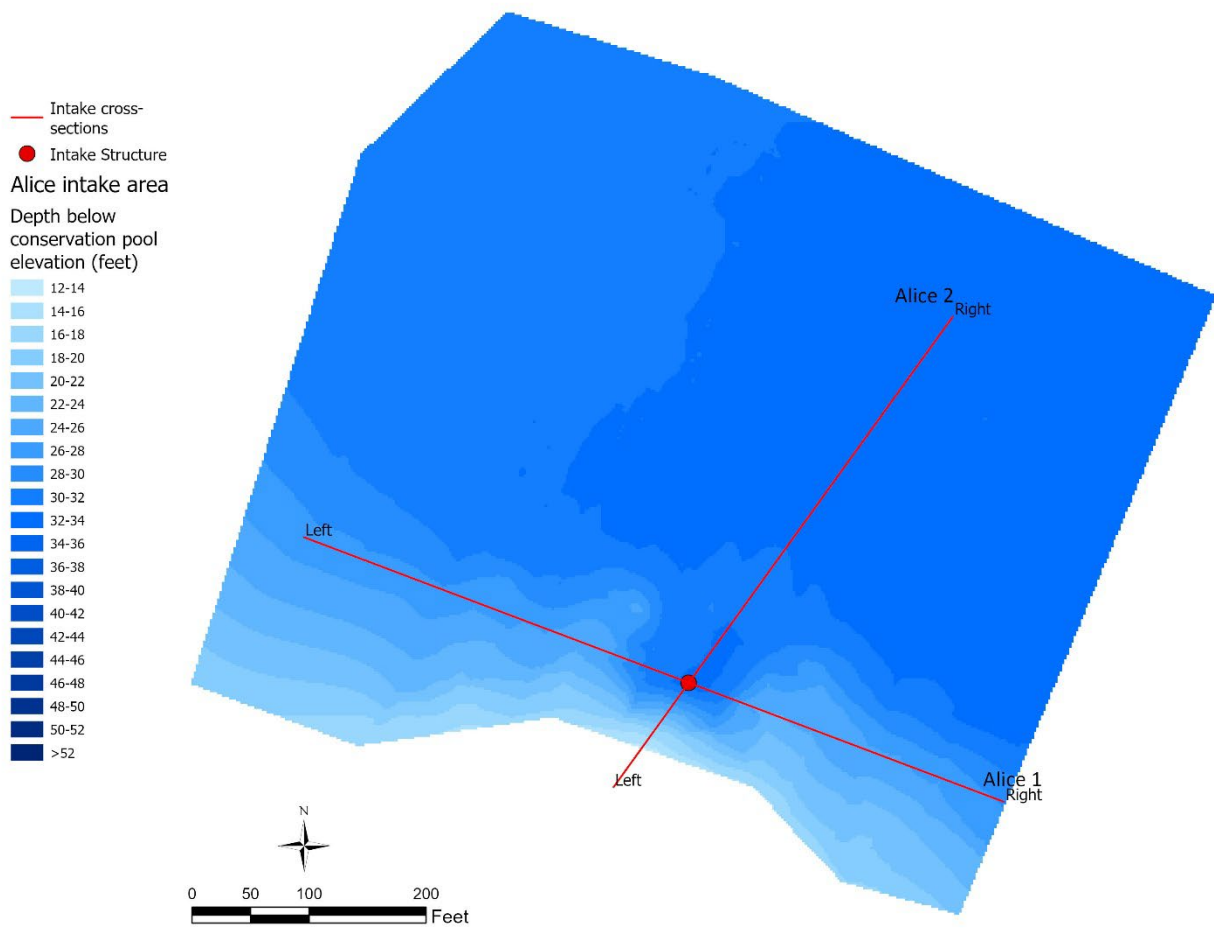 Intake cross-
sections
Intake Structure
Alice intake area
Depth below
conservation pool
elevation (feet)
12-14
14-16
16-18
18-20
20-22
22-24
24-26
26-28
28-30
30-32
32-34
34-36
36-38
38-40
40-42
42-44
44-46
46-48
48-50
50-52
>52
Alice 2
Right
Left
Left
Alice 1
Right
N
0 50 100 200
Feet